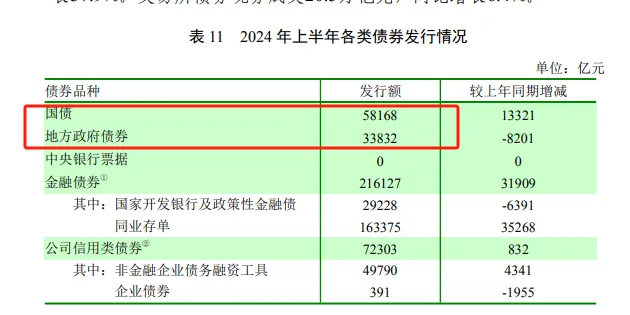 表 11 2024 年上半年各类债券发行情况
单位：亿元
债券品种 发行额 较上年同期增减
国债 58168 13321
地方政府债券 33832 -8201
中央银行票据 0 0
金融债券① 216127 31909
其中：国家开发银行及政策性金融债 29228 -6391
同业存单 163375 35268
公司信用类债券② 72303 832
其中：非金融企业债务融资工具 49790 4341
企业债券 391 -1955